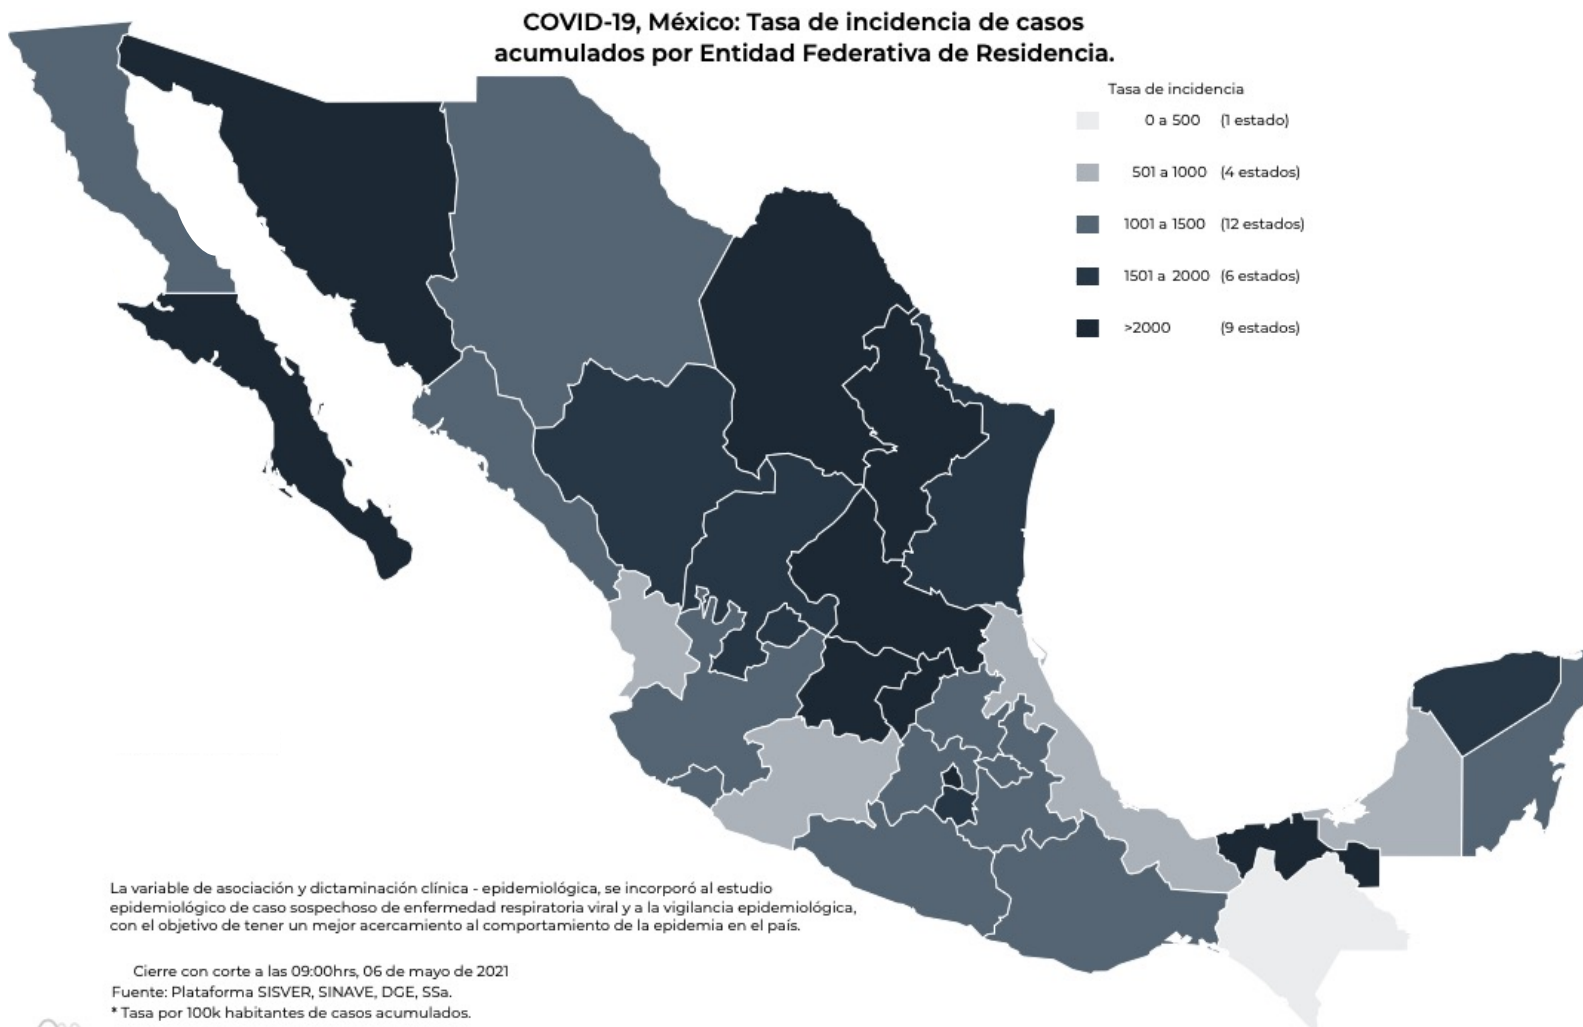 COVID-19, México: Tasa de incidencia de casos
acumulados por Entidad Federativa de Residencia.
Tasa de incidencia
0 a 500 (1 estado)
501 a 1000 (4 estados)
1001 a 1500 (12 estados)
1501 a 2000 (6 estados)
>2000 (9 estados)
La variable de asociación y dictaminación clínica - epidemiológica, se incorporó al estudio
epidemiológico de caso sospechoso de enfermedad respiratoria viral y a la vigilancia epidemiológica,
con el objetivo de tener un mejor acercamiento al comportamiento de la epidemia en el país.
Cierre con corte a las 09:00hrs, 06 de mayo de 2021
Fuente: Plataforma SISVER, SINAVE, DGE, SSa.
* Tasa por 100k habitantes de casos acumulados.